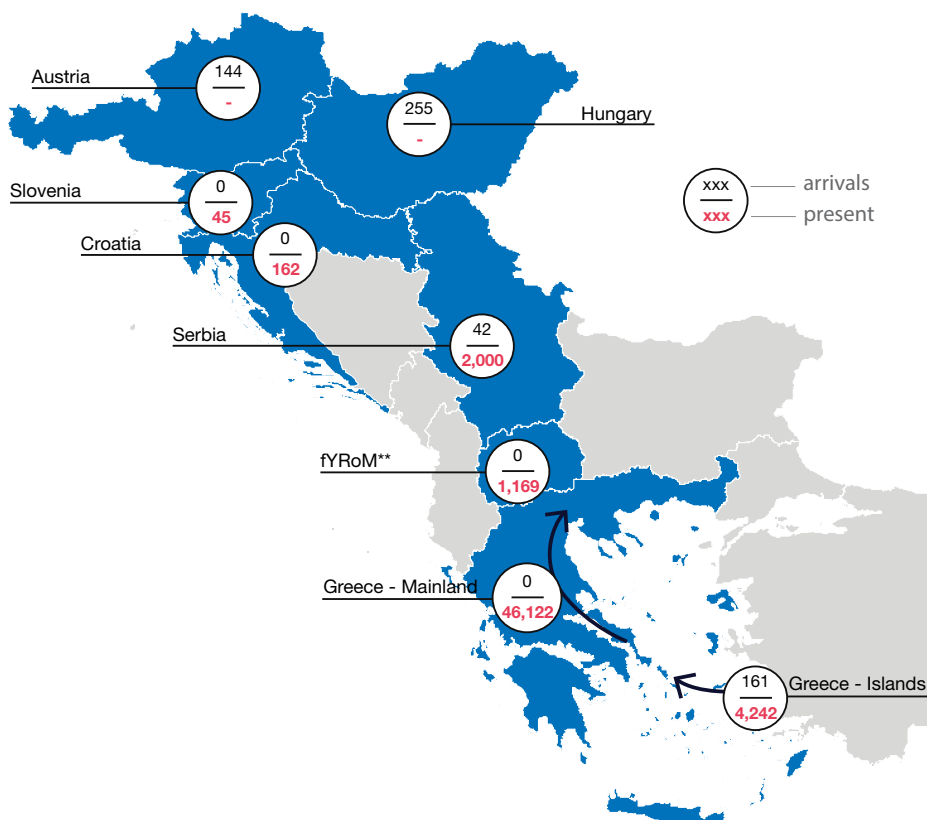 Austria
144
-
255
-
Hungary
xxx
arrivals
xxx
present
Slovenia
0
45
Croatia
0
162
Serbia
42
2,000
fYRoM**
0
1,169
Greece - Mainland
0
46,122
161
4,242
Greece - Islands